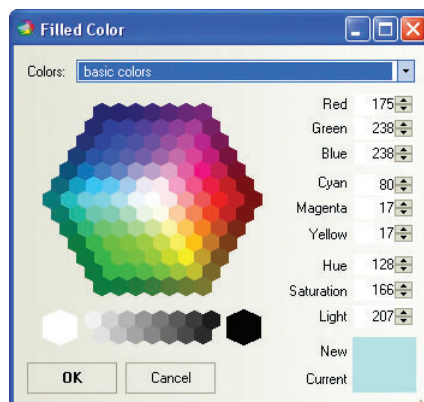 Filled Color
Colors: basic colors
Red 175
Green 238
Blue 238
Cyan 80
Magenta 17
Yellow 17
Hue 128
Saturation 166
Light 207
New
Current
OK Cancel